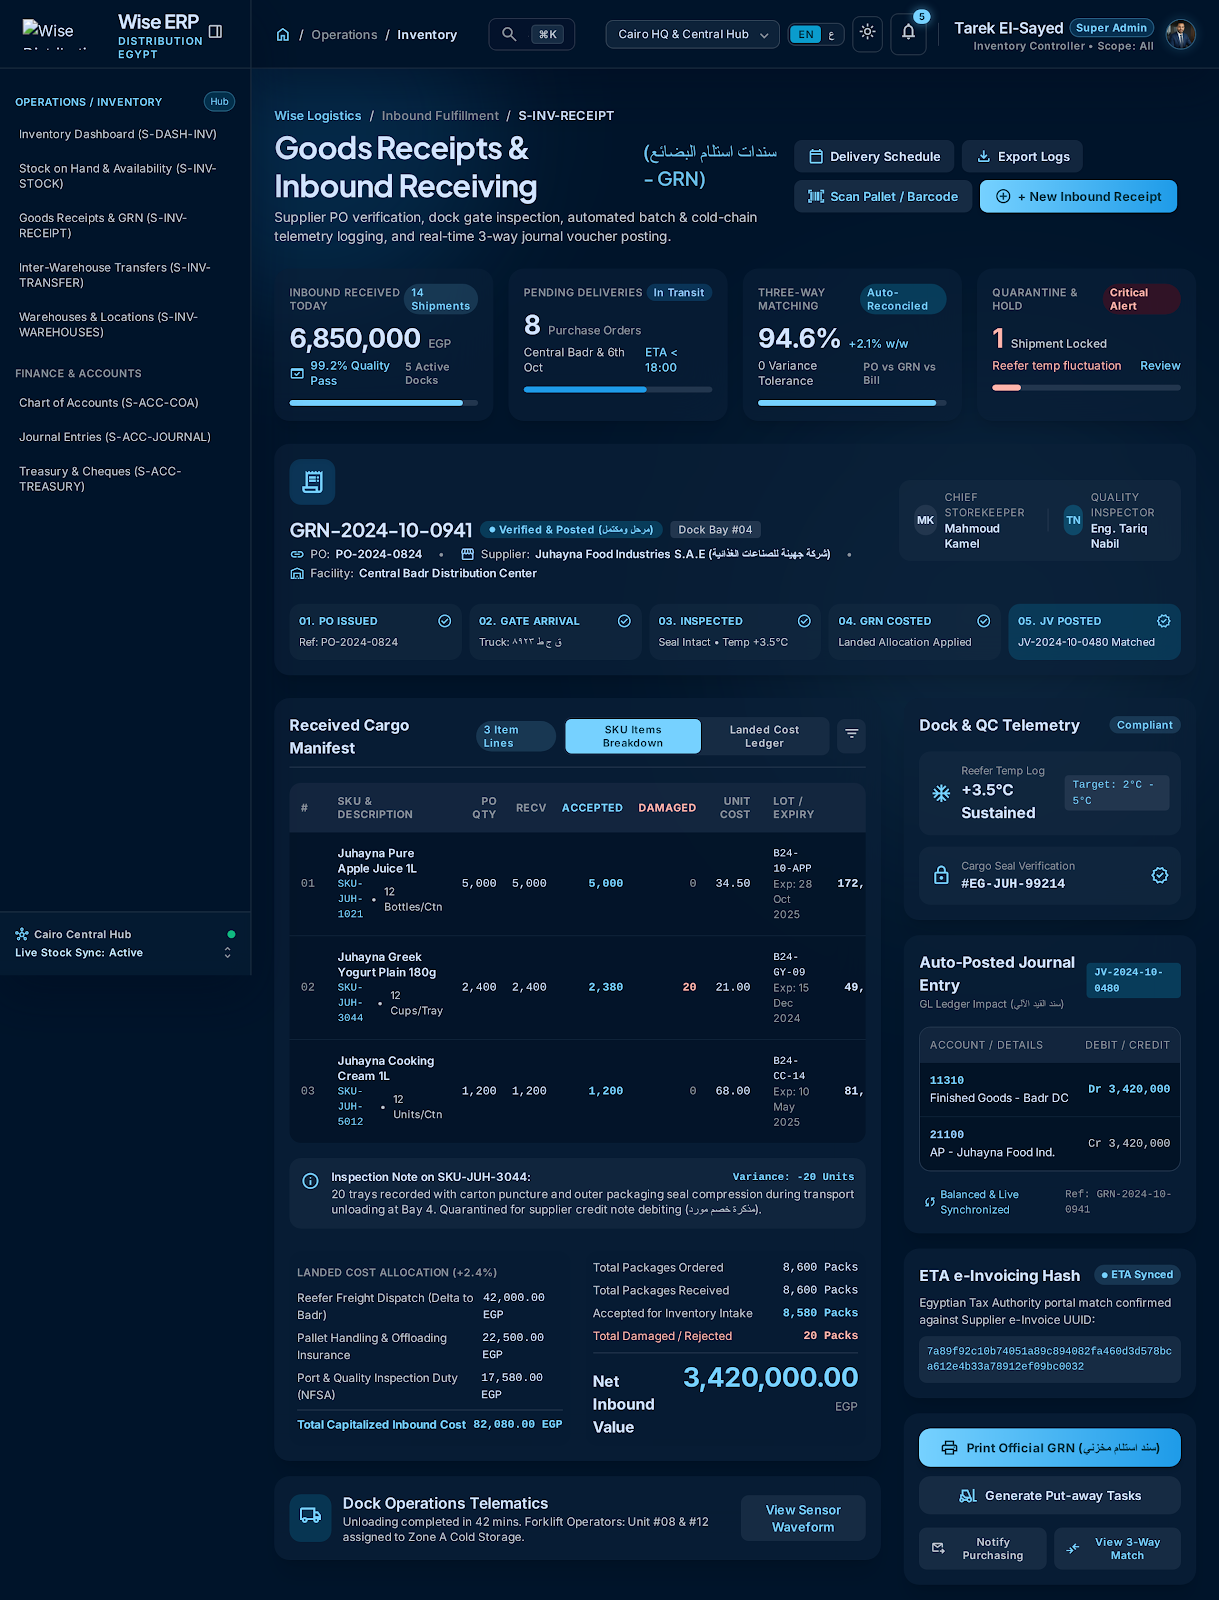 Wise
Wise ERP
DISTRIBUTION
EGYPT
/ Operations / Inventory
⌘K
Cairo HQ & Central Hub
EN ع
5
Tarek El-Sayed Super Admin
Inventory Controller • Scope: All
OPERATIONS / INVENTORY Hub
Inventory Dashboard (S-DASH-INV)
Stock on Hand & Availability (S-INV-
STOCK)
Goods Receipts & GRN (S-INV-
RECEIPT)
Inter-Warehouse Transfers (S-INV-
TRANSFER)
Warehouses & Locations (S-INV-
WAREHOUSES)
FINANCE & ACCOUNTS
Chart of Accounts (S-ACC-COA)
Journal Entries (S-ACC-JOURNAL)
Treasury & Cheques (S-ACC-
TREASURY)
Cairo Central Hub
Live Stock Sync: Active
Wise Logistics / Inbound Fulfillment / S-INV-RECEIPT
Goods Receipts &
Inbound Receiving
(سندات استلام البضائع
- GRN)
Supplier PO verification, dock gate inspection, automated batch & cold-chain
telemetry logging, and real-time 3-way journal voucher posting.
Delivery Schedule
Export Logs
Scan Pallet / Barcode
+ New Inbound Receipt
INBOUND RECEIVED
TODAY
14
Shipments
6,850,000 EGP
99.2% Quality
Pass
5 Active
Docks
PENDING DELIVERIES In Transit
8 Purchase Orders
Central Badr & 6th
Oct
ETA <
18:00
THREE-WAY
MATCHING
Auto-
Reconciled
94.6% +2.1% w/w
0 Variance
Tolerance
PO vs GRN vs
Bill
QUARANTINE &
HOLD
Critical
Alert
1 Shipment Locked
Reefer temp fluctuation Review
GRN-2024-10-0941 • Verified & Posted (مرحل ومكتمل) Dock Bay #04
PO: PO-2024-0824 • Supplier: Juhayna Food Industries S.A.E (شركة جهينة للصناعات الغذائية) •
Facility: Central Badr Distribution Center
MK
CHIEF
STOREKEEPER
Mahmoud
Kamel
TN
QUALITY
INSPECTOR
Eng. Tariq
Nabil
01. PO ISSUED
Ref: PO-2024-0824
02. GATE ARRIVAL
Truck: ق ج ط ٨٩٢٣
03. INSPECTED
Seal Intact • Temp +3.5°C
04. GRN COSTED
Landed Allocation Applied
05. JV POSTED
JV-2024-10-0480 Matched
Received Cargo
Manifest
3 Item
Lines
SKU Items
Breakdown
Landed Cost
Ledger
# SKU &
DESCRIPTION PO
QTY RECV ACCEPTED DAMAGED UNIT
COST LOT /
EXPIRY
01 Juhayna Pure
Apple Juice 1L
SKU-
JUH-
1021
• 12
Bottles/Ctn
5,000 5,000 5,000 0 34.50
B24-
10-APP
Exp: 28
Oct
2025
172,
02 Juhayna Greek
Yogurt Plain 180g
SKU-
JUH-
3044
• 12
Cups/Tray
2,400 2,400 2,380 20 21.00
B24-
GY-09
Exp: 15
Dec
2024
49,
03 Juhayna Cooking
Cream 1L
SKU-
JUH-
5012
• 12
Units/Ctn
1,200 1,200 1,200 0 68.00
B24-
CC-14
Exp: 10
May
2025
81,
Inspection Note on SKU-JUH-3044: Variance: -20 Units
20 trays recorded with carton puncture and outer packaging seal compression during transport
unloading at Bay 4. Quarantined for supplier credit note debiting (مذكرة خصم مورد).
LANDED COST ALLOCATION (+2.4%)
Reefer Freight Dispatch (Delta to
Badr)
42,000.00
EGP
Pallet Handling & Offloading
Insurance
22,500.00
EGP
Port & Quality Inspection Duty
(NFSA)
17,580.00
EGP
Total Capitalized Inbound Cost 82,080.00 EGP
Total Packages Ordered 8,600 Packs
Total Packages Received 8,600 Packs
Accepted for Inventory Intake 8,580 Packs
Total Damaged / Rejected 20 Packs
Net
Inbound
Value
3,420,000.00
EGP
Dock Operations Telematics
Unloading completed in 42 mins. Forklift Operators: Unit #08 & #12
assigned to Zone A Cold Storage.
View Sensor
Waveform
Dock & QC Telemetry Compliant
Reefer Temp Log
+3.5°C
Sustained
Target: 2°C -
5°C
Cargo Seal Verification
#EG-JUH-99214
Auto-Posted Journal
Entry
JV-2024-10-
0480
GL Ledger Impact (سند القيد الآلي)
ACCOUNT / DETAILS DEBIT / CREDIT
11310
Finished Goods - Badr DC
Dr 3,420,000
21100
AP - Juhayna Food Ind.
Cr 3,420,000
Balanced & Live
Synchronized
Ref: GRN-2024-10-
0941
ETA e-Invoicing Hash • ETA Synced
Egyptian Tax Authority portal match confirmed
against Supplier e-Invoice UUID:
7a89f92c10b74051a89c894082fa460d3d578bc
a612e4b33a78912ef09bc0032
Print Official GRN (سند استلام مخزني)
Generate Put-away Tasks
Notify
Purchasing
View 3-Way
Match